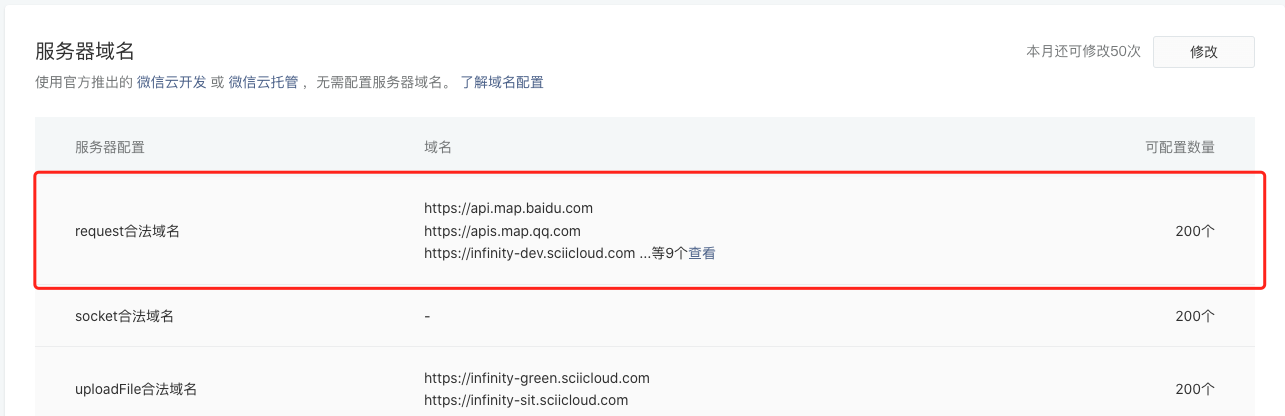 服务器域名
本月还可修改50次 修改
使用官方推出的 微信云开发 或 微信云托管 ，无需配置服务器域名。 了解域名配置
服务器配置 域名 可配置数量
https://api.map.baidu.com
https://apis.map.qq.com
request合法域名 200个
https://infinity-dev.sciicloud.com ...等9个查看
socket合法域名 - 200个
https://infinity-green.sciicloud.com
uploadFile合法域名 200个
https://infinity-sit.sciicloud.com